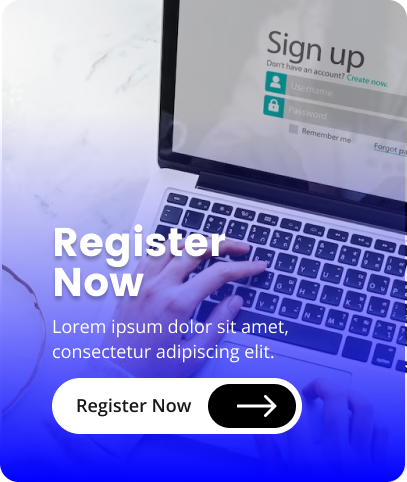 Sign up
Don't have an account? Create now.
Username
Password
Remember me
Forgot pa
Register
Now
Lorem ipsum dolor sit amet,
consectetur adipiscing elit.
Register Now